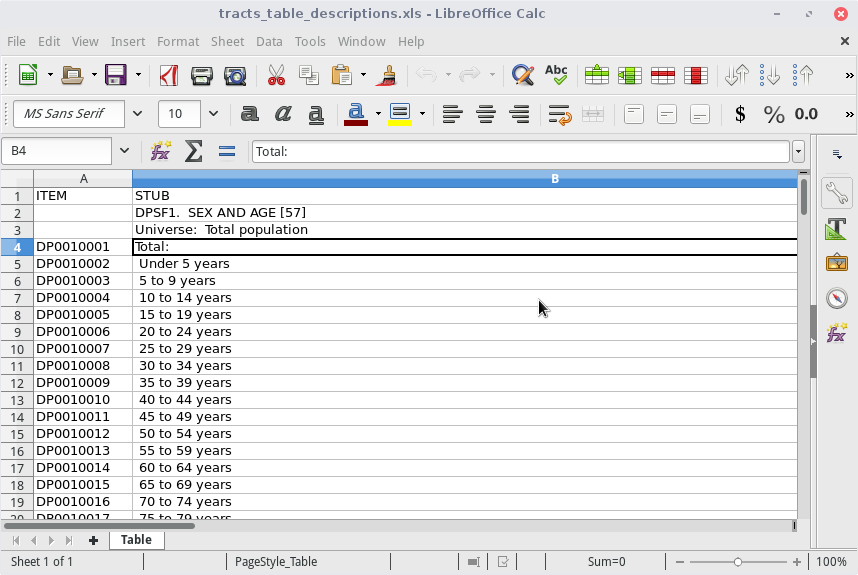 tracts_table_descriptions.xls - LibreOffice Calc
File Edit View Insert Format Sheet Data Tools Window Help
Abc »
MS Sans Serif 10 a a a a $ % 0.0 »
B4 fx Σ = Total:
A B
1 ITEM STUB
2 DPSF1.  SEX AND AGE [57]
3 Universe:  Total population
4 DP0010001 Total:
5 DP0010002 Under 5 years
6 DP0010003 5 to 9 years
7 DP0010004 10 to 14 years
8 DP0010005 15 to 19 years
9 DP0010006 20 to 24 years
10 DP0010007 25 to 29 years
11 DP0010008 30 to 34 years
12 DP0010009 35 to 39 years
13 DP0010010 40 to 44 years
14 DP0010011 45 to 49 years
15 DP0010012 50 to 54 years
16 DP0010013 55 to 59 years
17 DP0010014 60 to 64 years
18 DP0010015 65 to 69 years
19 DP0010016 70 to 74 years
20 DP0010017 75 to 79 years
Table
Sheet 1 of 1 PageStyle_Table Sum=0 100%